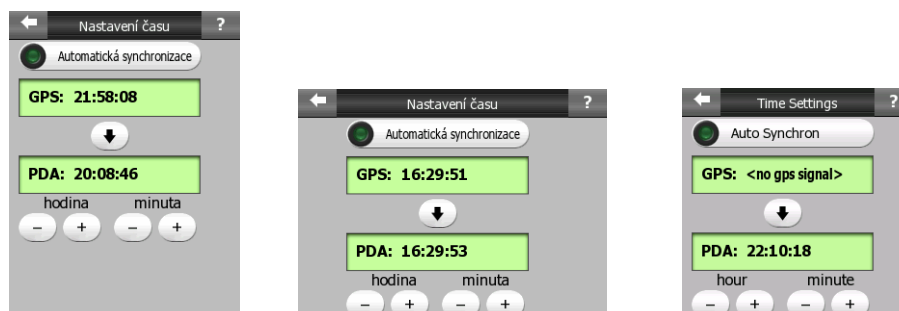 Nastavení času ?
Automatická synchronizace
GPS: 21:58:08
PDA: 20:08:46
hodina minuta
– + – +
Nastavení času ?
Automatická synchronizace
GPS: 16:29:51
PDA: 16:29:53
hodina minuta
– + – +
Time Settings ?
Auto Synchron
GPS: <no gps signal>
PDA: 22:10:18
hour minute
– + – +